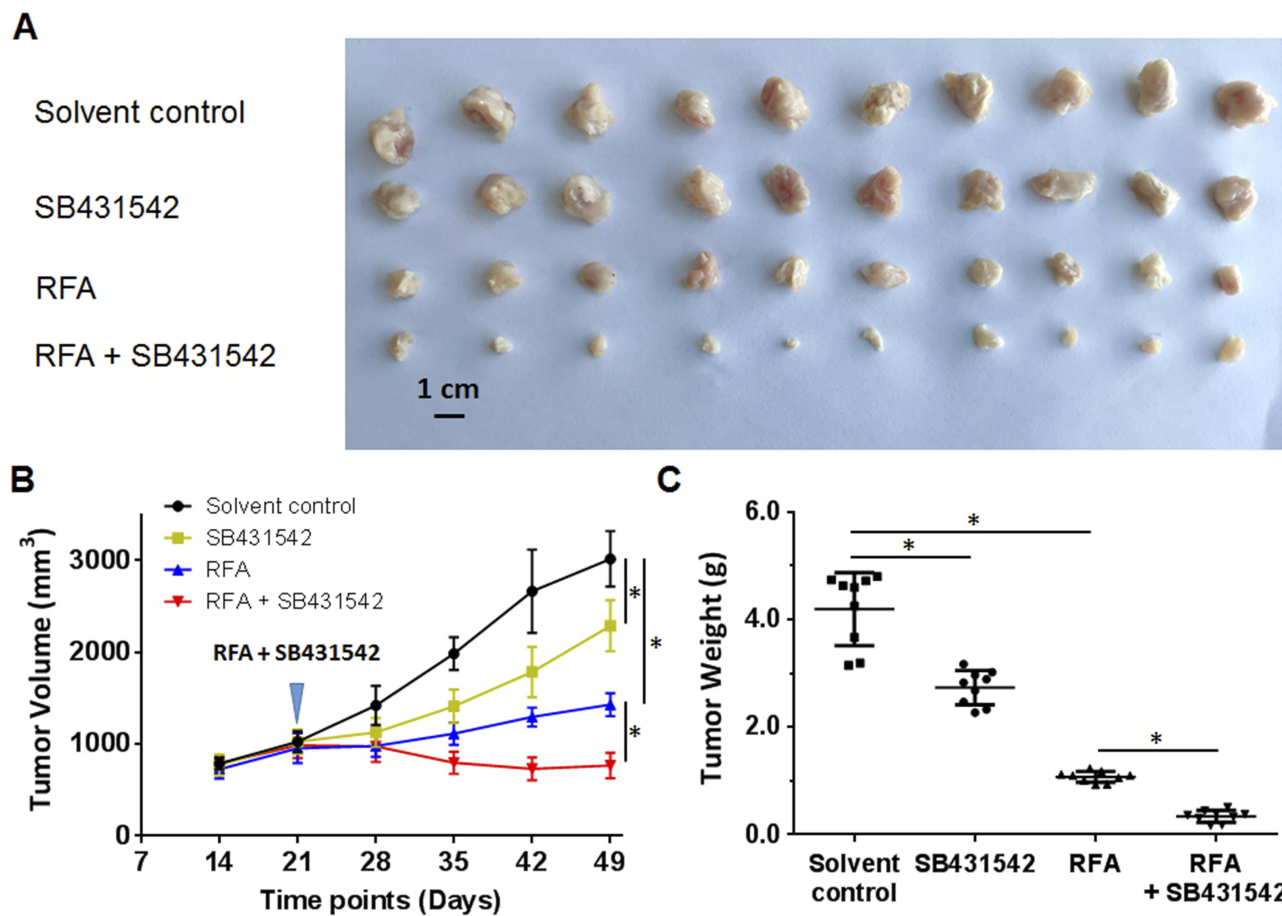 A
Solvent control
SB431542
RFA
RFA + SB431542
1 cm
B
Solvent control
SB431542
RFA
RFA + SB431542
RFA + SB431542
Tumor Volume (mm³)
3000
2000
1000
0
7 14 21 28 35 42 49
Time points (Days)
*
*
*
C
Tumor Weight (g)
6.0
4.0
2.0
0.0
*
*
*
Solvent control
SB431542
RFA
RFA
+ SB431542